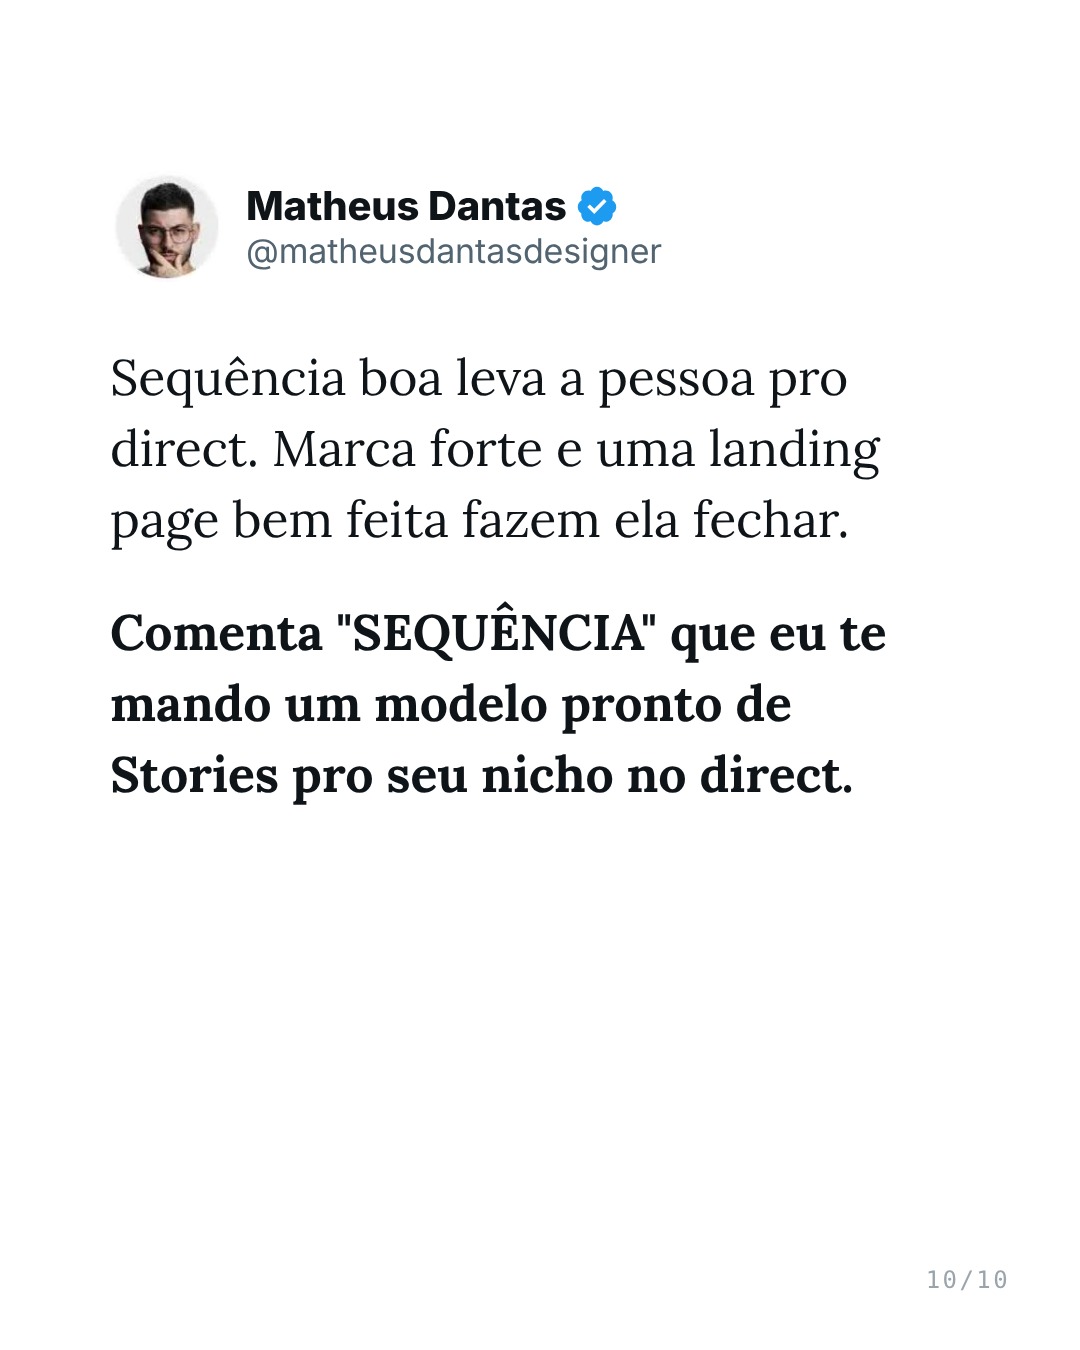 Matheus Dantas
@matheusdantasdesigner
Sequência boa leva a pessoa pro
direct. Marca forte e uma landing
page bem feita fazem ela fechar.
Comenta "SEQUÊNCIA" que eu te
mando um modelo pronto de
Stories pro seu nicho no direct.
10/10